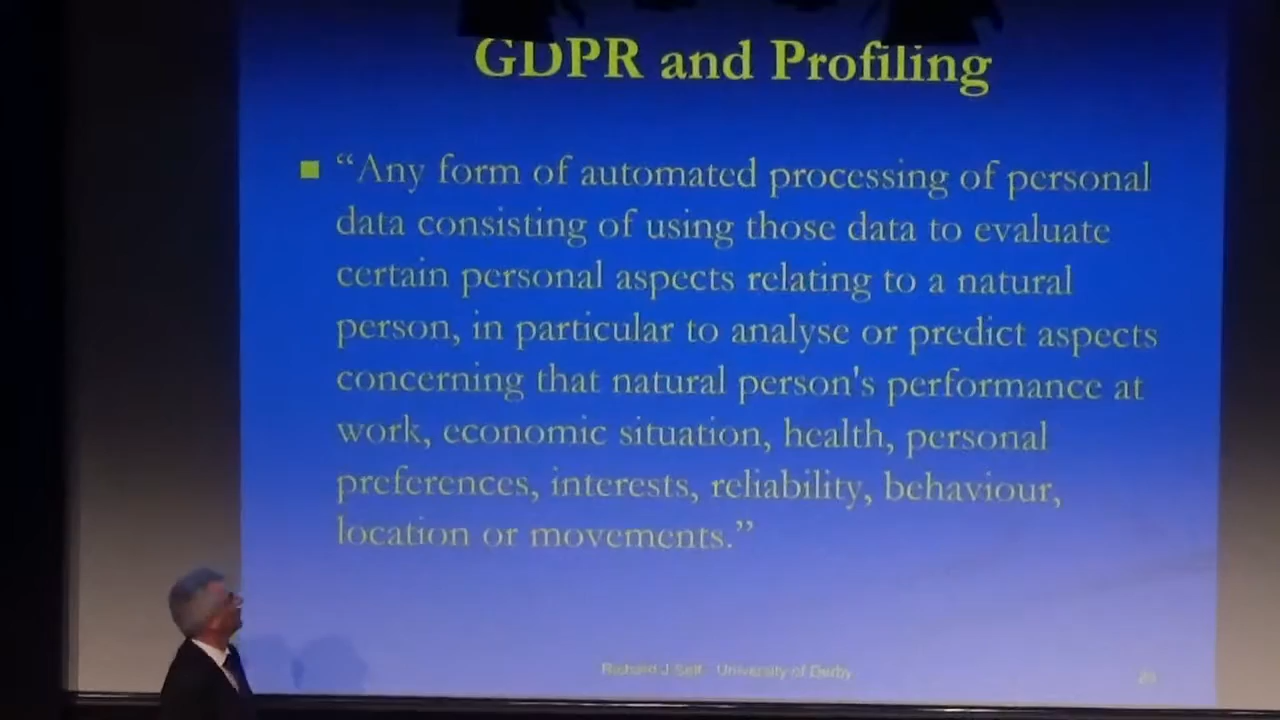 GDPR and Profiling
“Any form of automated processing of personal
data consisting of using those data to evaluate
certain personal aspects relating to a natural
person, in particular to analyse or predict aspects
concerning that natural person's performance at
work, economic situation, health, personal
preferences, interests, reliability, behaviour,
location or movements.”
Richard J Self - University of Derby